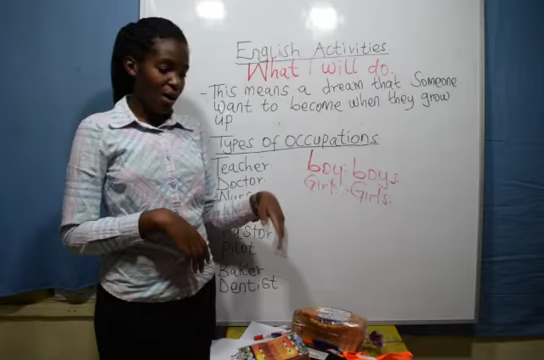 English Activities
What I will do.
- This means a dream that Someone
want to become when they grow
up
Types of Occupations
Teacher
Doctor
boy - boys
Girl - Girls
Pilot
Baker
Dentist